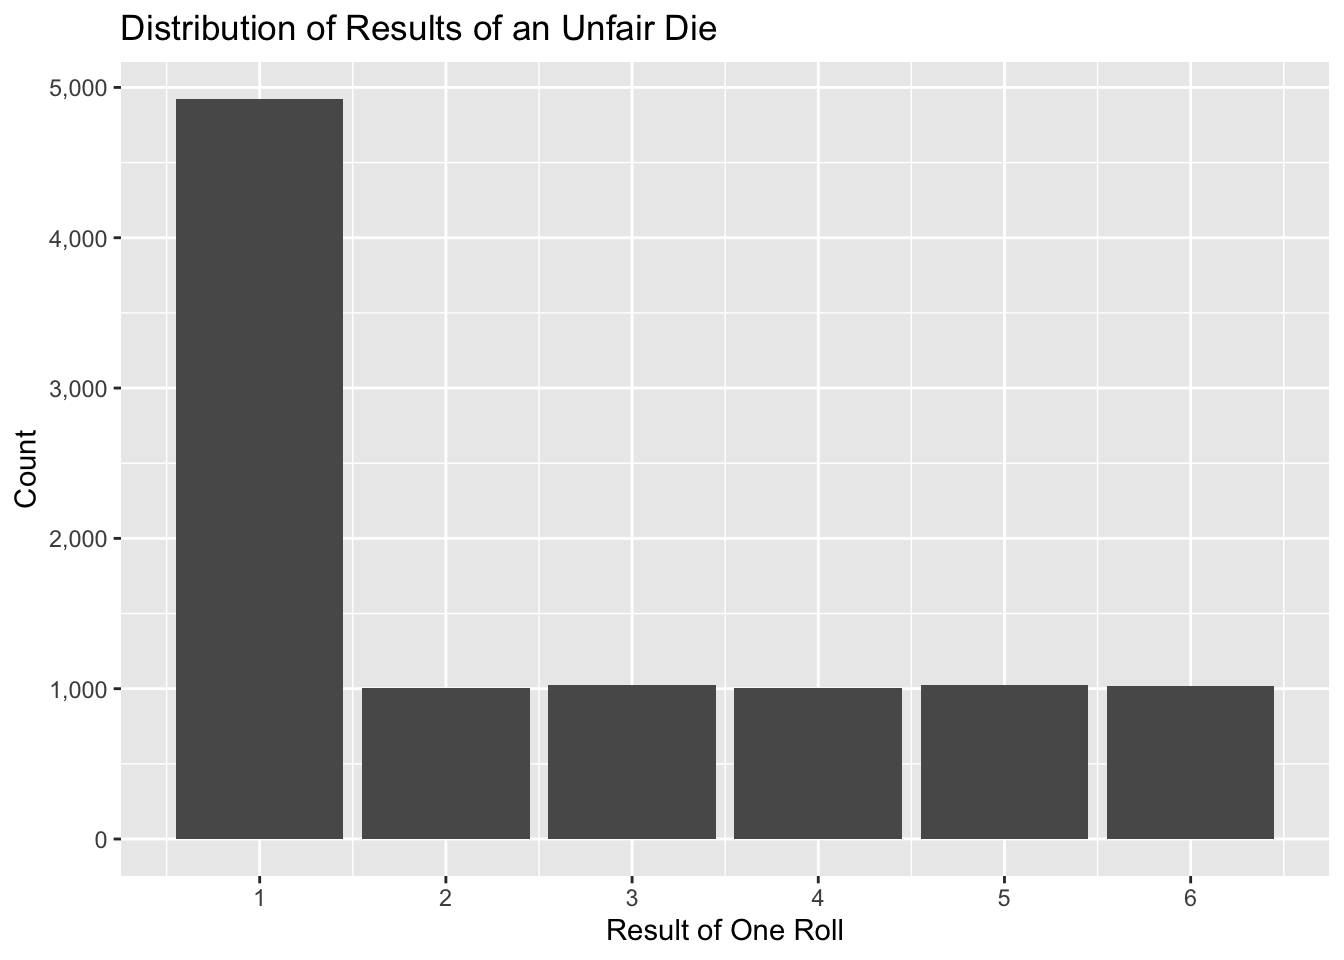 Distribution of Results of an Unfair Die
5,000
4,000
3,000
2,000
1,000
0
Count
1 2 3 4 5 6
Result of One Roll